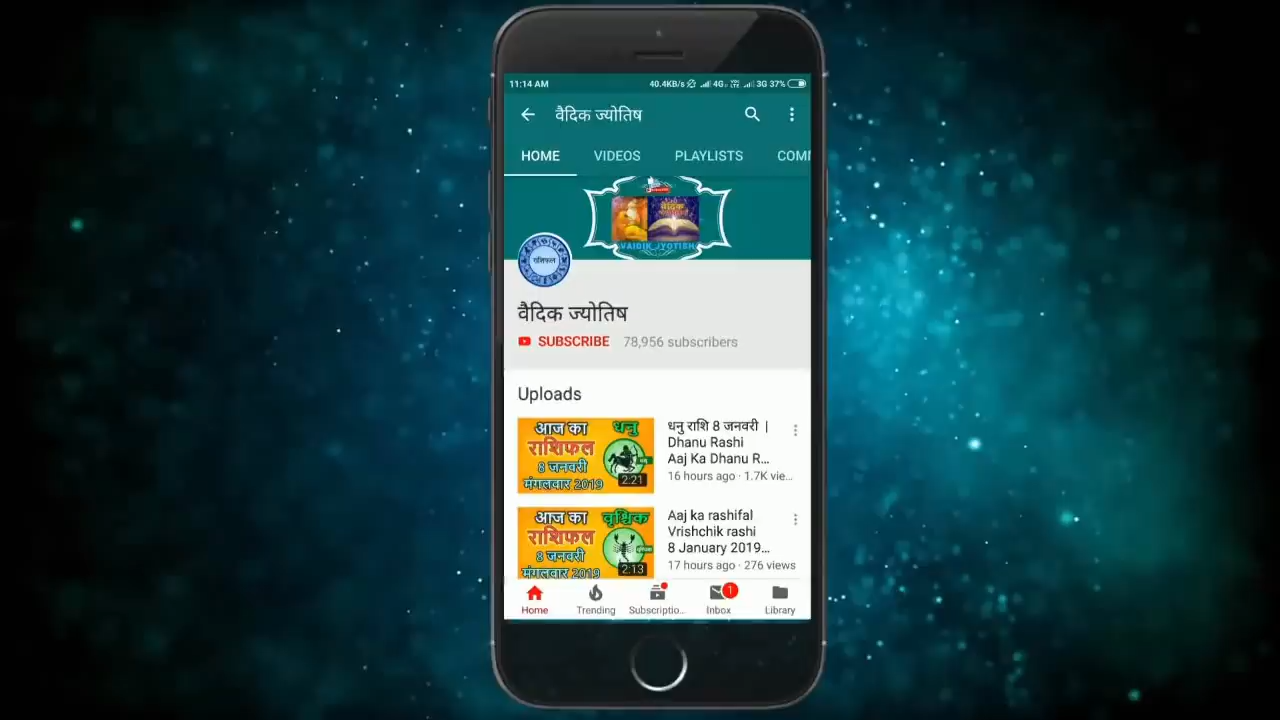 11:14 AM 40.4KB/s 4G 3G 37%
वैदिक ज्योतिष
HOME VIDEOS PLAYLISTS COMM
वैदिक
VAIDIK JYOTISH
राशिफल
वैदिक ज्योतिष
SUBSCRIBE 78,956 subscribers
Uploads
आज का धनु
राशिफल
8 जनवरी
मंगलवार 2019
2:21
धनु राशि 8 जनवरी |
Dhanu Rashi
Aaj Ka Dhanu R...
16 hours ago · 1.7K vie...
आज का वृश्चिक
राशिफल
8 जनवरी
मंगलवार 2019
2:13
Aaj ka rashifal
Vrishchik rashi
8 January 2019...
17 hours ago · 276 views
1
Home Trending Subscriptio... Inbox Library